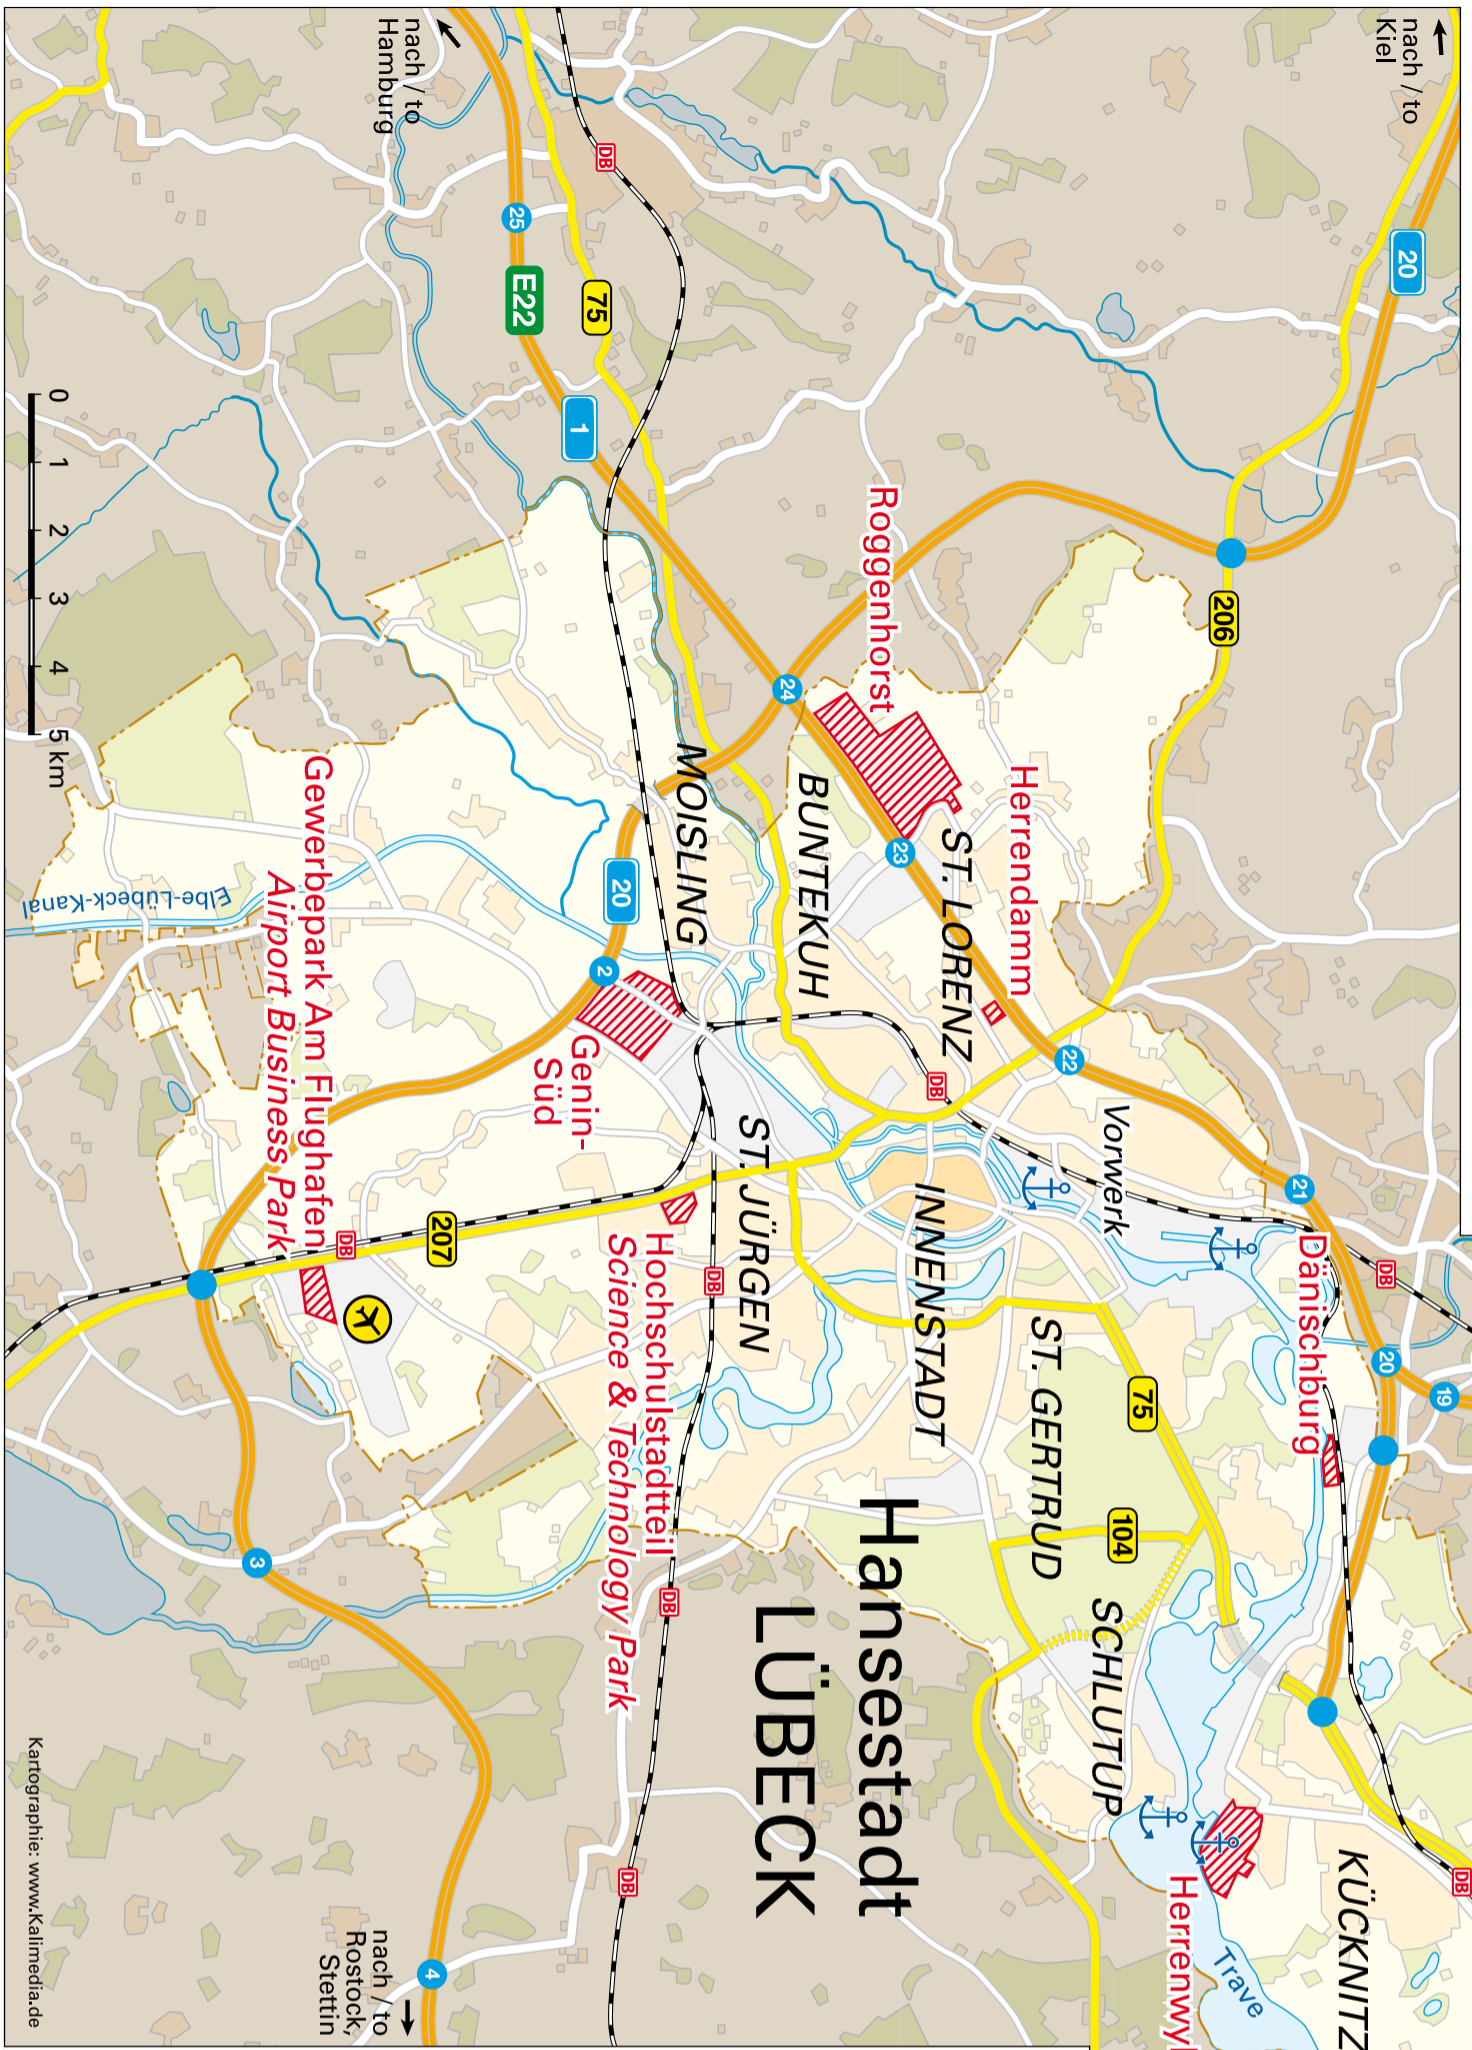 nach / to
Kiel
20
nach / to
Hamburg
DB
25
E22
75
1
206
Roggenhorst
24
Herrendamm
23
ST. LORENZ
BUNTEKUH
MOISLING
20
2
Genin-
Süd
22
DB
Vorwerk
21
Dänischburg
DB
20
19
INNENSTADT
ST. JÜRGEN
DB
Hochschulstadtteil
Science & Technology Park
207
DB
Gewerbepark Am Flughafen
Airport Business Park
Elbe-Lübeck-Kanal
ST. GERTRUD
75
104
SCHLUTUP
Hansestadt
LÜBECK
DB
DB
3
4
KÜCKNITZ
DB
Herrenwy
Trave
nach / to
Rostock,
Stettin
0 1 2 3 4 5 km
Kartographie: www.Kalimedia.de